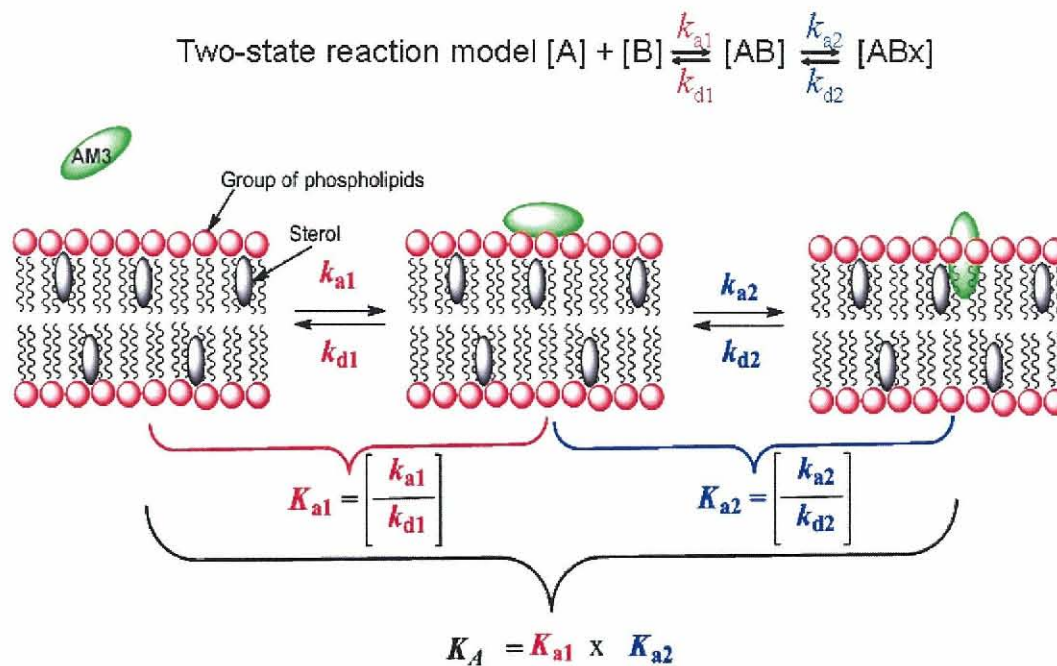 Two-state reaction model [A] + [B] ka1 kd1 [AB] ka2 kd2 [ABx]
AM3
Group of phospholipids
Sterol
ka1
kd1
ka2
kd2
Ka1 = [ka1 / kd1]
Ka2 = [ka2 / kd2]
KA = Ka1 x Ka2